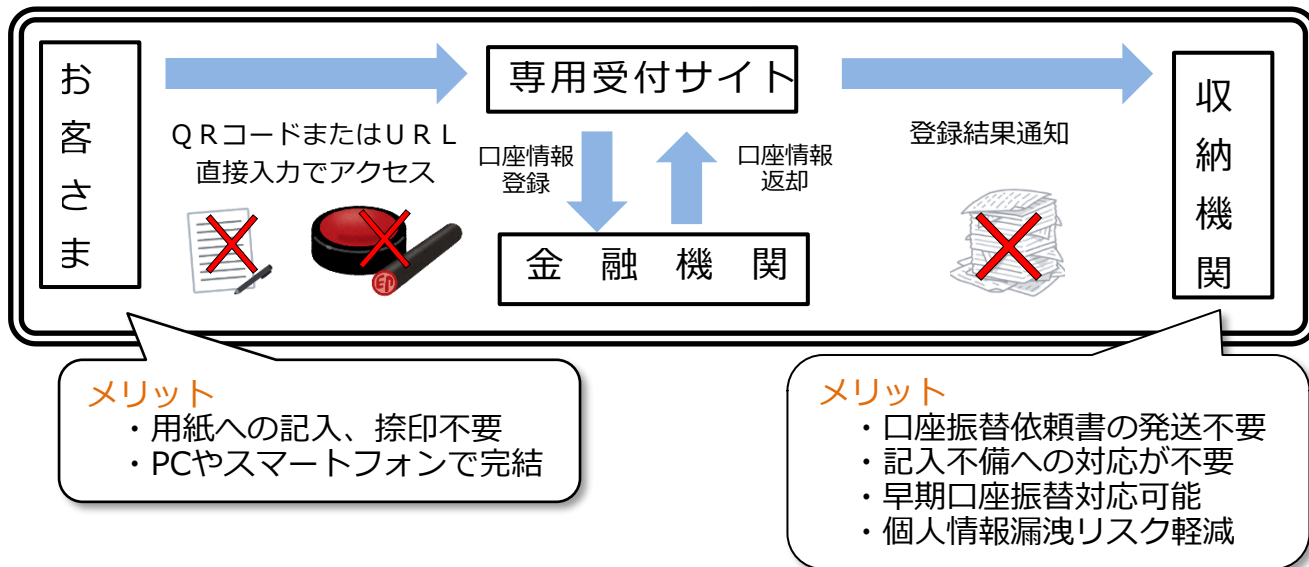 お客さま
QRコードまたはURL
直接入力でアクセス
専用受付サイト
口座情報
登録
口座情報
返却
金融機関
登録結果通知
収納機関
印
メリット
・用紙への記入、捺印不要
・PCやスマートフォンで完結
メリット
・口座振替依頼書の発送不要
・記入不備への対応が不要
・早期口座振替対応可能
・個人情報漏洩リスク軽減